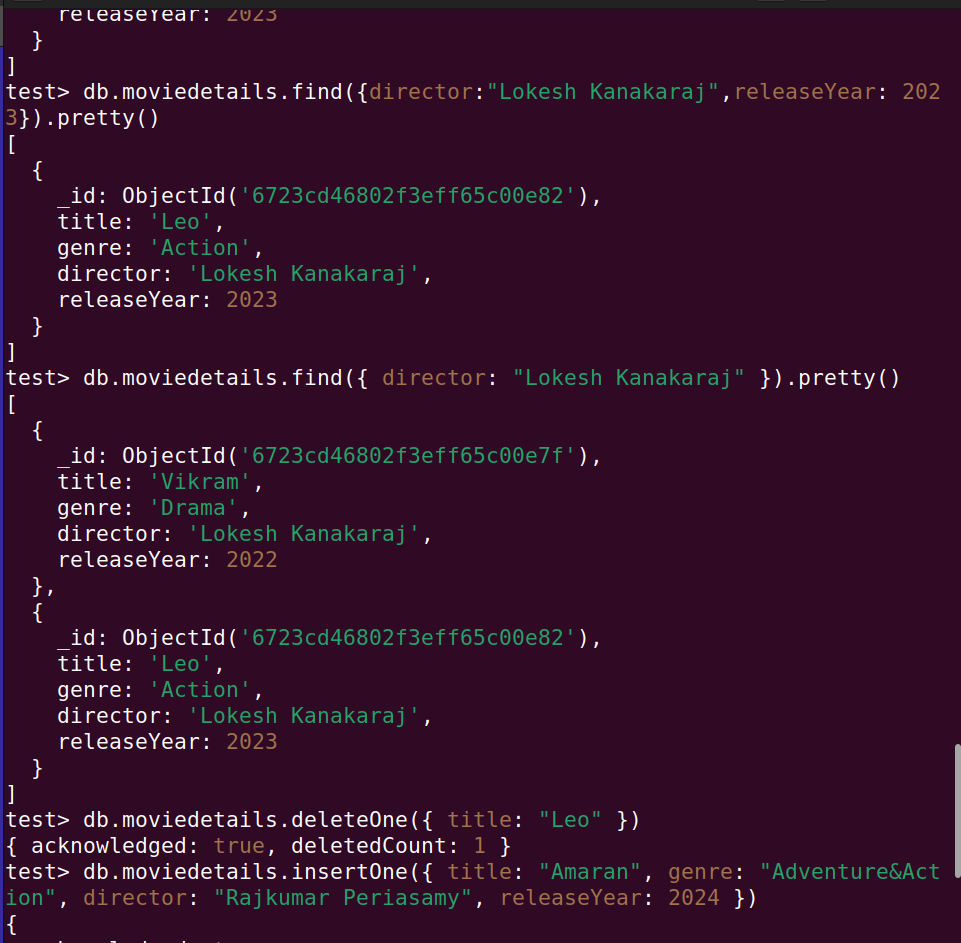 releaseYear: 2023
}
]
test> db.moviedetails.find({director:"Lokesh Kanakaraj",releaseYear: 202
3}).pretty()
[
{
_id: ObjectId('6723cd46802f3eff65c00e82'),
title: 'Leo',
genre: 'Action',
director: 'Lokesh Kanakaraj',
releaseYear: 2023
}
]
test> db.moviedetails.find({ director: "Lokesh Kanakaraj" }).pretty()
[
{
_id: ObjectId('6723cd46802f3eff65c00e7f'),
title: 'Vikram',
genre: 'Drama',
director: 'Lokesh Kanakaraj',
releaseYear: 2022
},
{
_id: ObjectId('6723cd46802f3eff65c00e82'),
title: 'Leo',
genre: 'Action',
director: 'Lokesh Kanakaraj',
releaseYear: 2023
}
]
test> db.moviedetails.deleteOne({ title: "Leo" })
{ acknowledged: true, deletedCount: 1 }
test> db.moviedetails.insertOne({ title: "Amaran", genre: "Adventure&Act
ion", director: "Rajkumar Periasamy", releaseYear: 2024 })
{